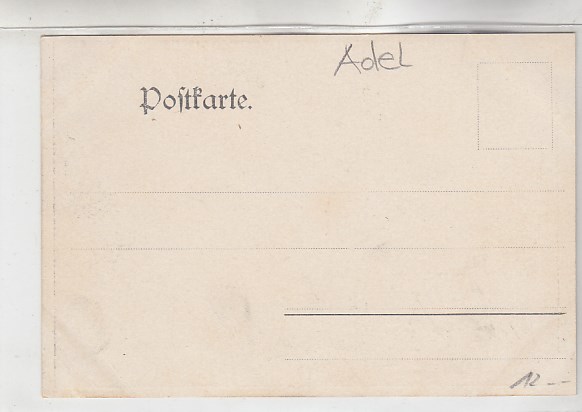 Adel
Postkarte.
12.--